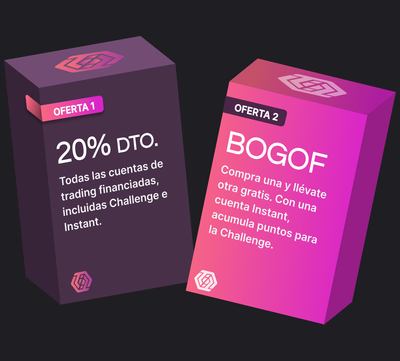 OFERTA 1
20% DTO.
Todas las cuentas de
trading financiadas,
incluidas Challenge e
Instant.
OFERTA 2
BOGOF
Compra una y llévate
otra gratis. Con una
cuenta Instant,
acumula puntos para
la Challenge.